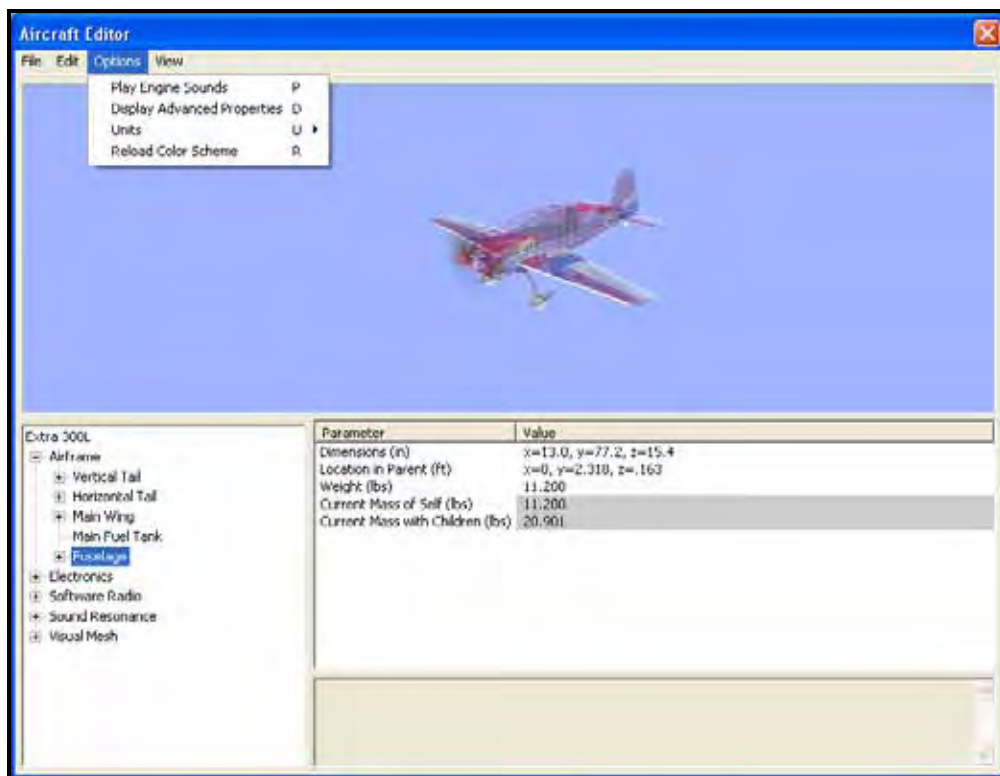 Aircraft Editor
File Edit Options View
Play Engine Sounds P
Display Advanced Properties D
Units U
Reload Color Scheme R
Extra 300L
Airframe
Vertical Tail
Horizontal Tail
Main Wing
Main Fuel Tank
Fuselage
Electronics
Software Radio
Sound Resonance
Visual Mesh
Parameter Value
Dimensions (in) x=13.0, y=77.2, z=15.4
Location in Parent (ft) x=0, y=2.318, z=.163
Weight (lbs) 11.200
Current Mass of Self (lbs) 11.200
Current Mass with Children (lbs) 20.901